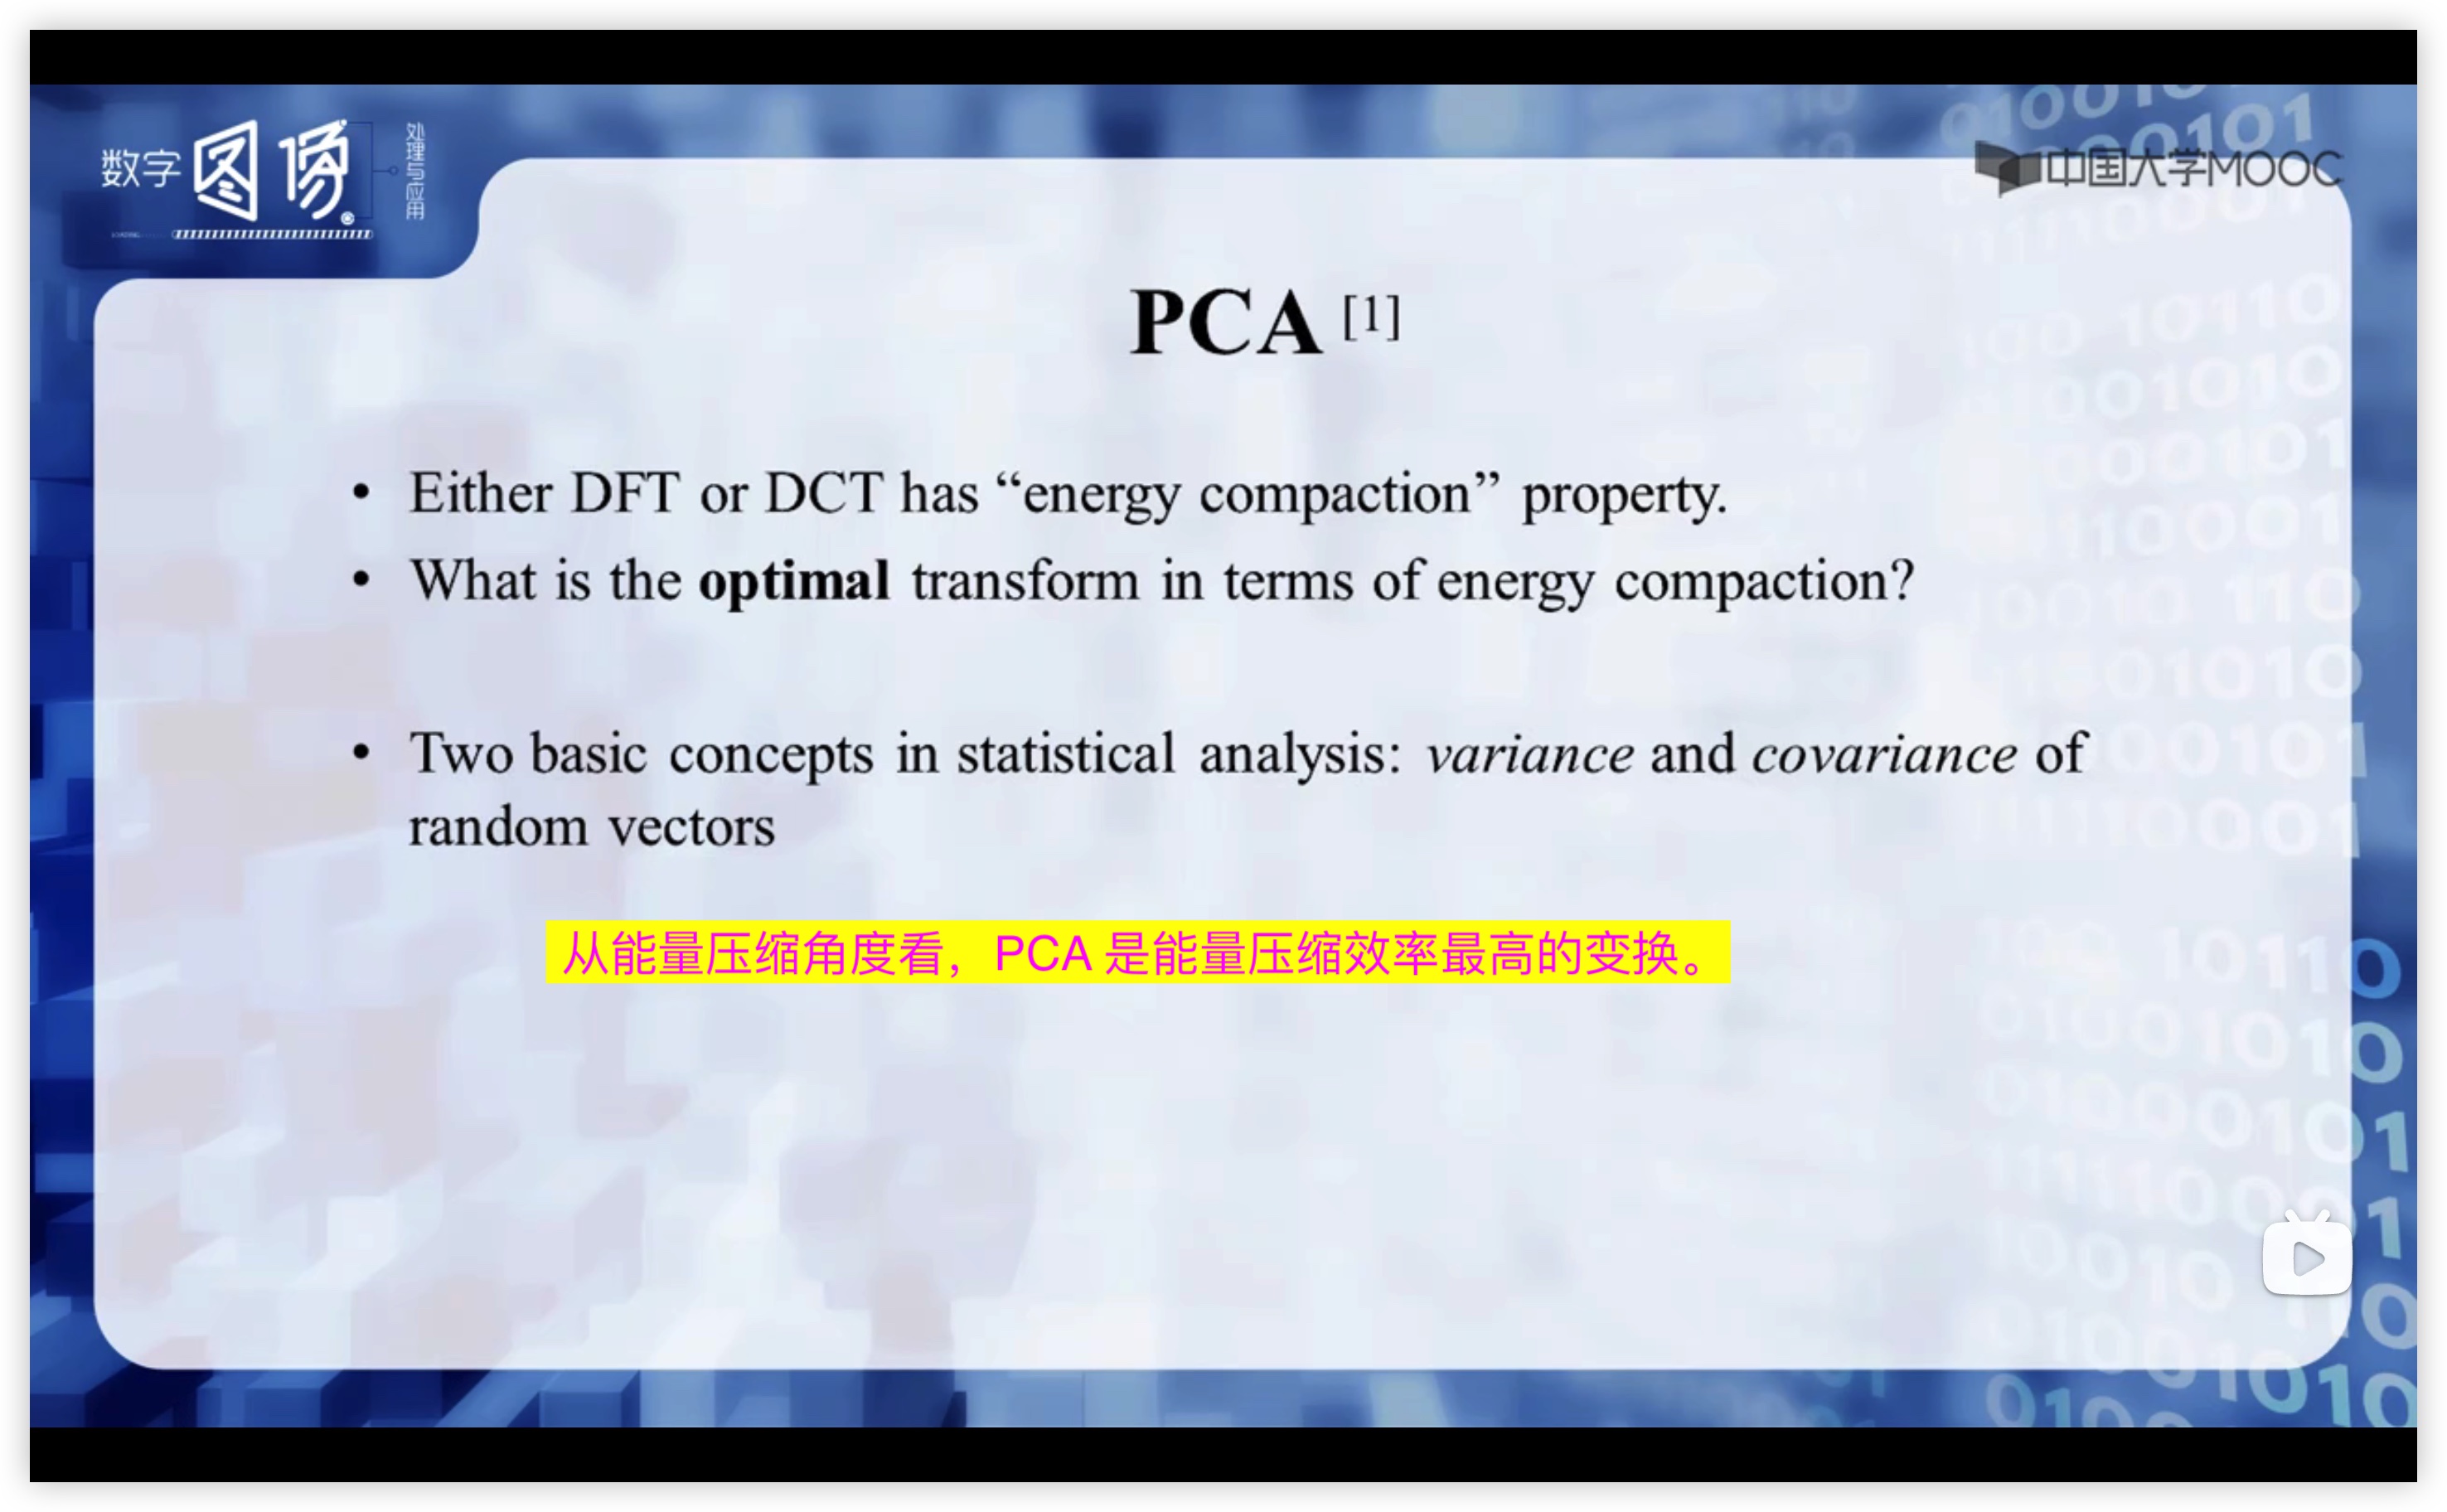 数字图像
处理与应用
LOADING
中国大学MOOC
PCA [1]
• Either DFT or DCT has “energy compaction” property.
• What is the optimal transform in terms of energy compaction?
• Two basic concepts in statistical analysis: variance and covariance of
random vectors
从能量压缩角度看，PCA 是能量压缩效率最高的变换。